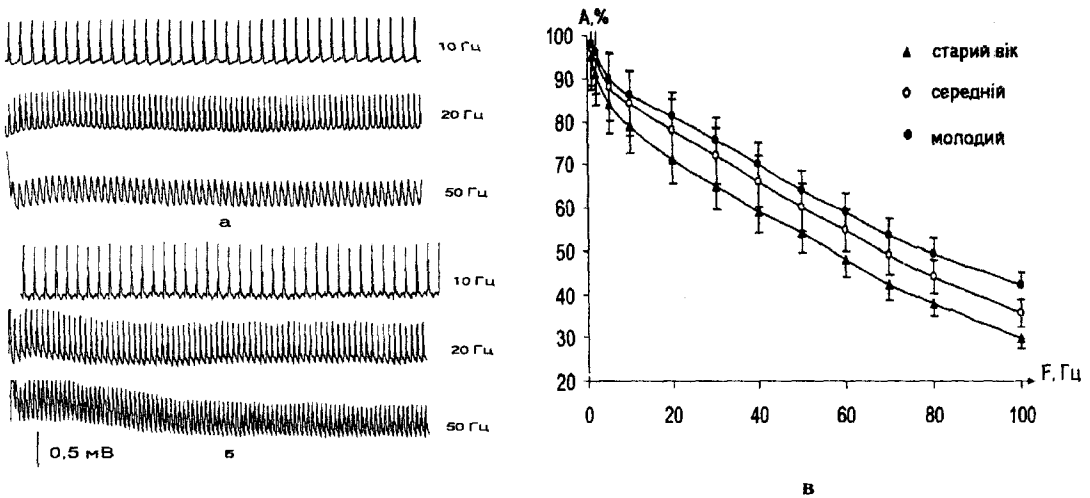 10 Гц
20 Гц
50 Гц
а
10 Гц
20 Гц
50 Гц
0,5 мВ
б
А,%
100
90
80
70
60
50
40
30
20
0
20
40
60
80
100
F, Гц
старий вік
середній
молодий
в